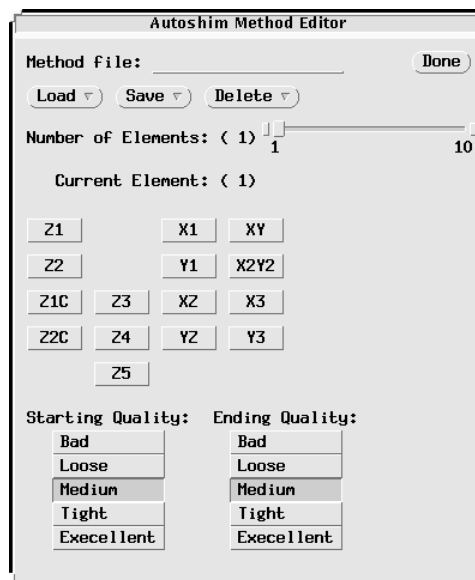 Autoshim Method Editor
Method file: Done
Load Save Delete
Number of Elements: ( 1) 1 10
Current Element: ( 1)
Z1 X1 XY
Z2 Y1 X2Y2
Z1C Z3 XZ X3
Z2C Z4 YZ Y3
Z5
Starting Quality: Ending Quality:
Bad Bad
Loose Loose
Medium Medium
Tight Tight
Execellent Execellent